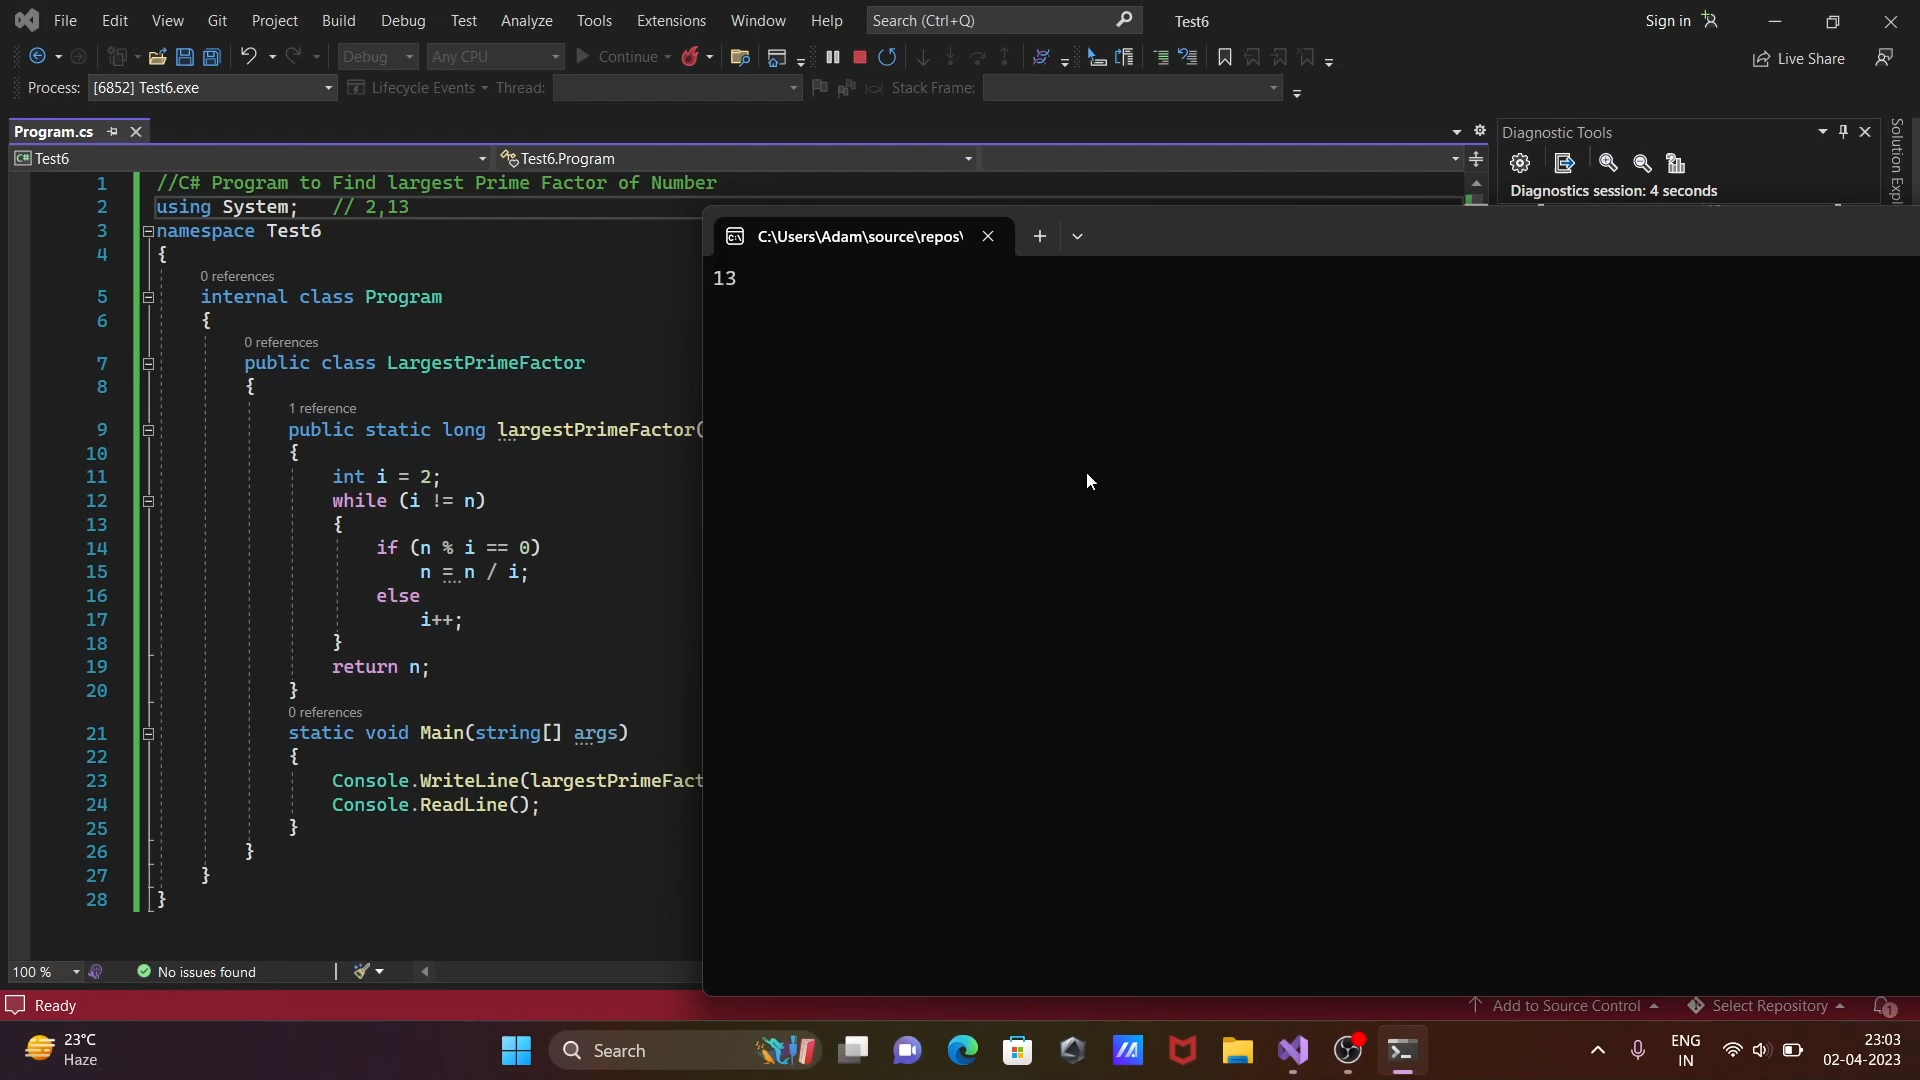 File Edit View Git Project Build Debug Test Analyze Tools Extensions Window Help Search (Ctrl+Q) Test6 Sign in
Debug Any CPU Continue Live Share
Process: [6852] Test6.exe Lifecycle Events Thread: Stack Frame:
Program.cs
Test6 Test6.Program
1 //C# Program to Find largest Prime Factor of Number
2 using System; // 2,13
3 namespace Test6
4 {
0 references
5 internal class Program
6 {
0 references
7 public class LargestPrimeFactor
8 {
1 reference
9 public static long largestPrimeFactor(
10 {
11 int i = 2;
12 while (i != n)
13 {
14 if (n % i == 0)
15 n = n / i;
16 else
17 i++;
18 }
19 return n;
20 }
0 references
21 static void Main(string[] args)
22 {
23 Console.WriteLine(largestPrimeFact
24 Console.ReadLine();
25 }
26 }
27 }
28 }
100 % No issues found
Diagnostic Tools
Diagnostics session: 4 seconds
Solution Expl
C:\Users\Adam\source\repos\
13
Ready Add to Source Control Select Repository 1
23°C
Haze
Search
ENG
IN
23:03
02-04-2023